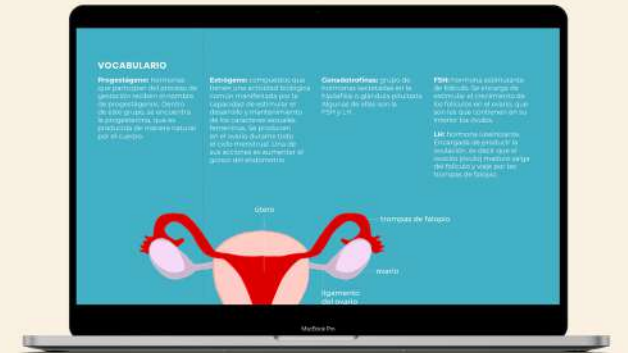 VOCABULARIO
Progestágeno: hormonas
que participan del proceso de
gestación reciben el nombre
de progestágenos. Dentro
de este grupo, se encuentra
la progesterona, que es
producida de manera natural
por el cuerpo.
Estrógeno: compuestos que
tienen una actividad biológica
común manifestada por la
capacidad de estimular el
desarrollo y mantenimiento
de los caracteres sexuales
femeninos. Se producen
en el ovario durante todo
el ciclo menstrual. Una de
sus acciones es aumentar el
grosor del endometrio.
Gonadotrofinas: grupo de
hormonas secretadas en la
hipófisis o glándula pituitaria
Algunas de ellas son la
FSH y LH.
FSH: hormona estimulante
de folículo. Se encarga de
estimular el crecimiento de
los folículos en el ovario, que
son los que contienen en su
interior los óvulos.
LH: hormona luteinizante.
Encargada de producir la
ovulación, es decir que el
ovocito (óvulo) maduro salga
del folículo y viaje por las
trompas de falopio.
útero
trompas de falopio
ovario
ligamento
del ovario
MacBook Pro